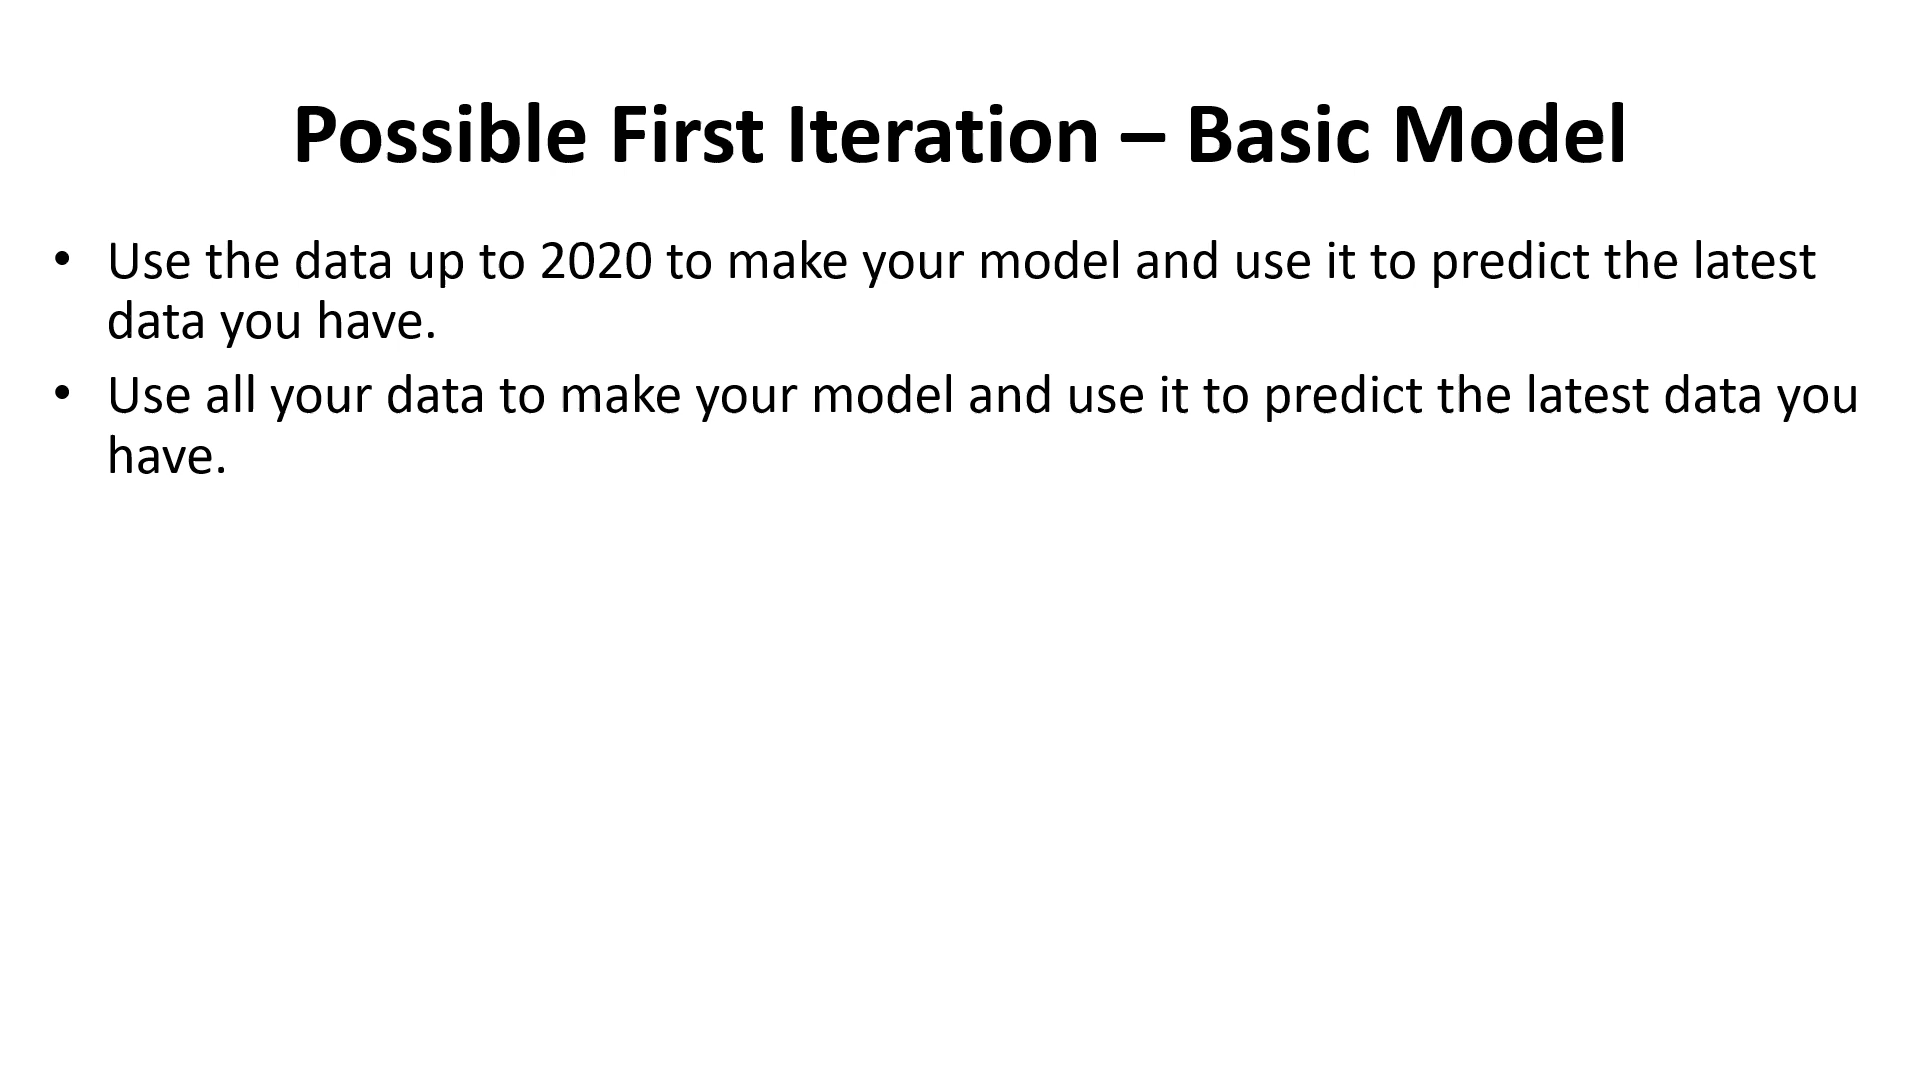 Possible First Iteration – Basic Model
• Use the data up to 2020 to make your model and use it to predict the latest
data you have.
• Use all your data to make your model and use it to predict the latest data you
have.